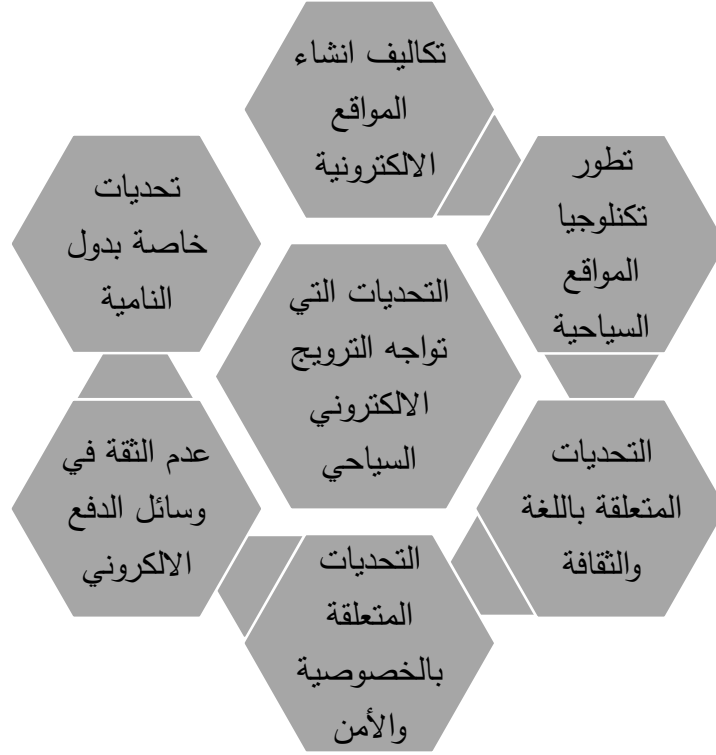 تكاليف انشاء
المواقع
الالكترونية
تطور
تكنلوجيا
المواقع
السياحية
التحديات
المتعلقة باللغة
والثقافة
التحديات
المتعلقة
بالخصوصية
والأمن
عدم الثقة في
وسائل الدفع
الالكروني
تحديات
خاصة بدول
النامية
التحديات التي
تواجه الترويج
الالكتروني
السياحي